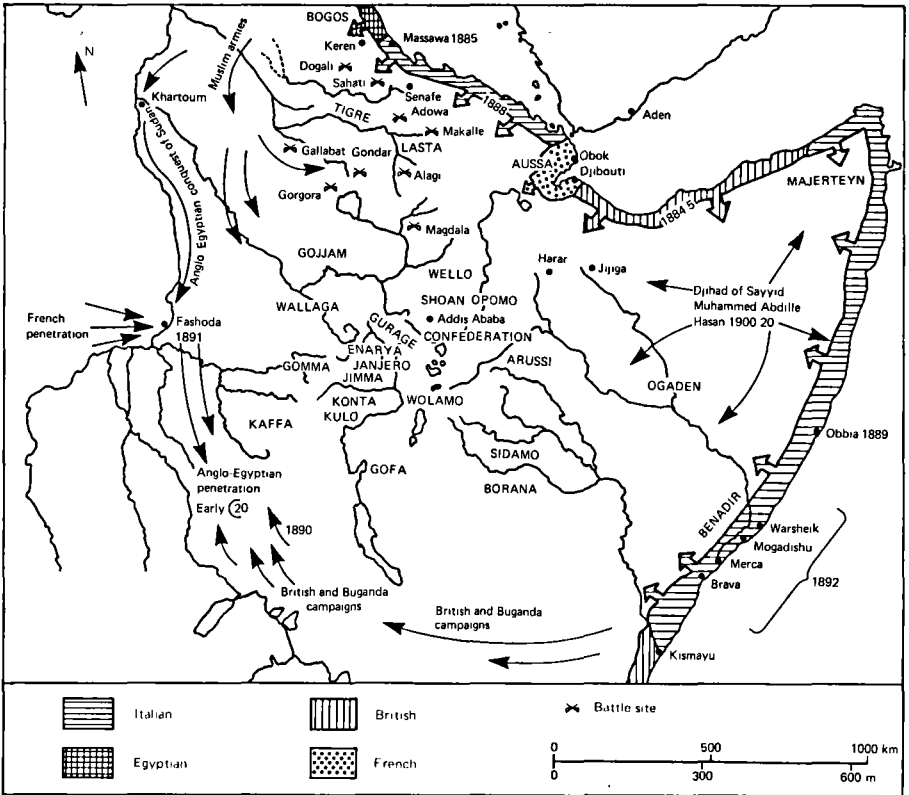 BOGOS
Massawa 1885
Keren
Dogali
Sahati
Senafe
N
Muslim armies
Khartoum
TIGRE
Adowa
1888
Aden
Makalle
LASTA
Gallabat
Gondar
Alagi
AUSSA
Obok
Djibouti
Gorgora
MAJERTEYN
1884 5
Anglo Egyptian conquest of Sudan
Magdala
GOJJAM
WELLO
Harar
Jijiga
Djihad of Sayyid
Muhammed Abdille
Hasan 1900 20
WALLAGA
SHOAN OPOMO
Addis Ababa
CONFEDERATION
French
penetration
Fashoda
1891
GURAGE
ENARYA
ARUSSI
GOMMA
JANJERO
JIMMA
OGADEN
KONTA
WOLAMO
KULO
KAFFA
Obbia 1889
SIDAMO
GOFA
BORANA
Anglo-Egyptian
penetration
Early C20
1890
BENADIR
Warsheik
Mogadishu
Merca
Brava
1892
British and Buganda
campaigns
British and Buganda
campaigns
Kismayu
Italian
British
Battle site
Egyptian
French
0 500 1000 km
0 300 600 m